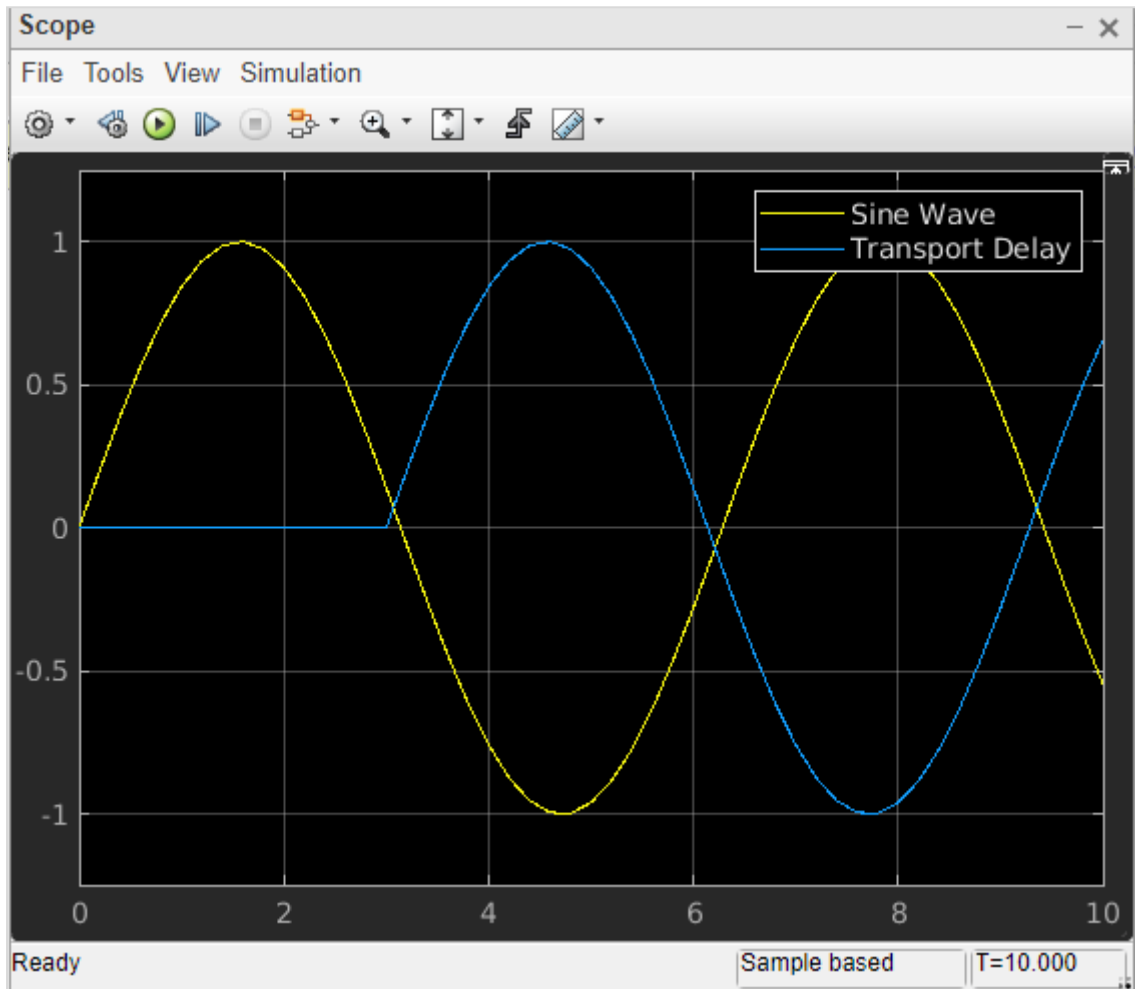 Scope
File Tools View Simulation
Sine Wave
Transport Delay
1
0.5
0
-0.5
-1
0 2 4 6 8 10
Ready Sample based T=10.000